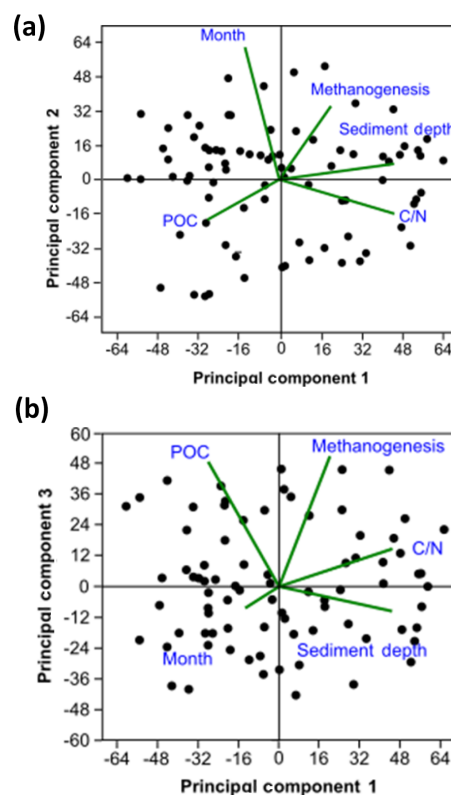 (a)
Month
Methanogenesis
Sediment depth
POC
C/N
Principal component 2
64
48
32
16
0
-16
-32
-48
-64
-64 -48 -32 -16 0 16 32 48 64
Principal component 1
(b)
POC
Methanogenesis
C/N
Month
Sediment depth
Principal component 3
60
48
36
24
12
0
-12
-24
-36
-48
-60
-64 -48 -32 -16 0 16 32 48 64
Principal component 1